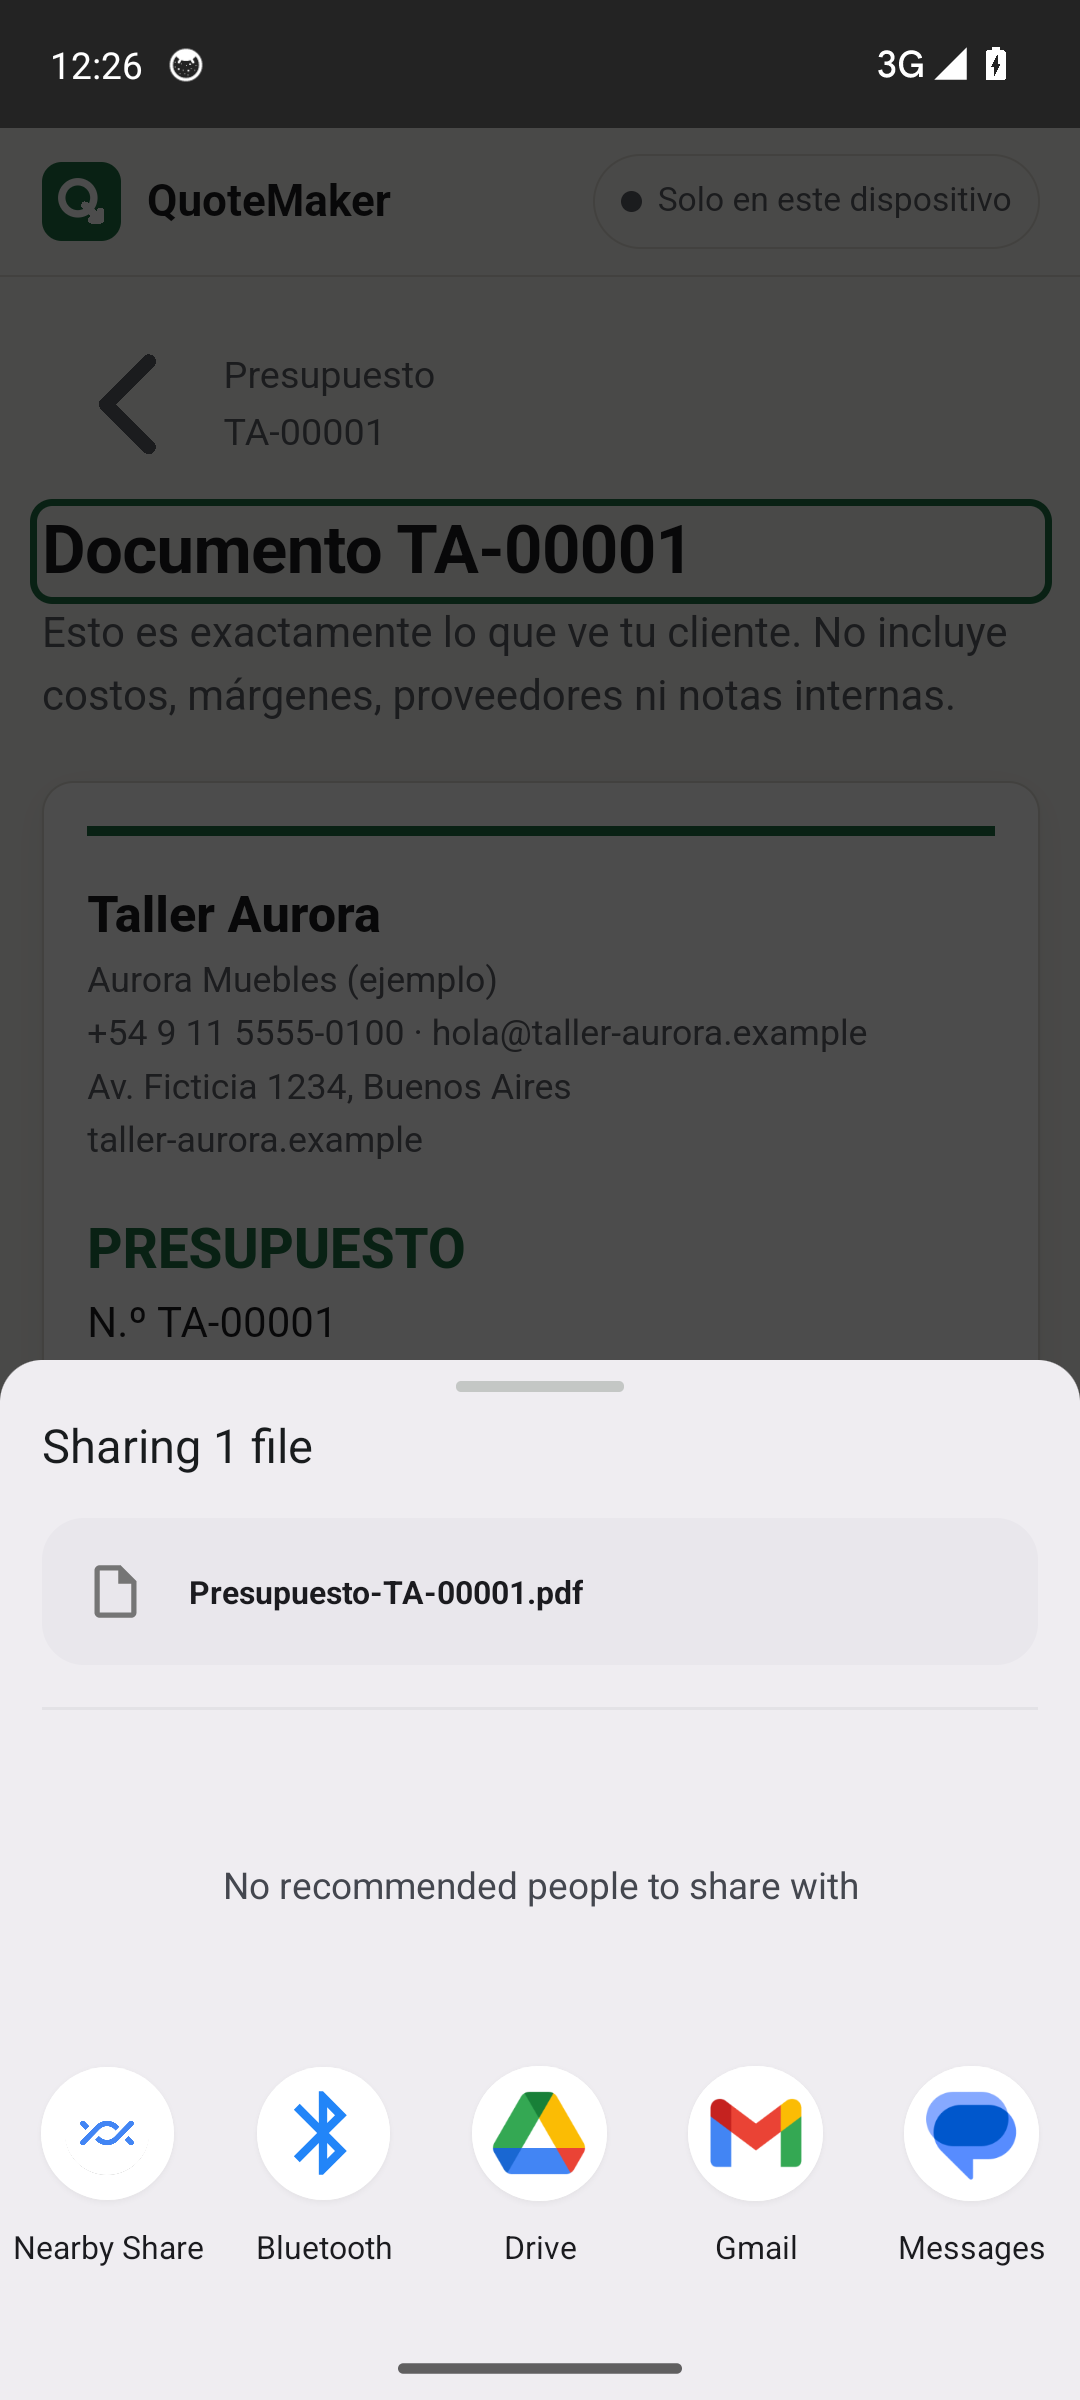 12:26
3G
QuoteMaker
Solo en este dispositivo
Presupuesto
TA-00001
Documento TA-00001
Esto es exactamente lo que ve tu cliente. No incluye
costos, márgenes, proveedores ni notas internas.
Taller Aurora
Aurora Muebles (ejemplo)
+54 9 11 5555-0100 · hola@taller-aurora.example
Av. Ficticia 1234, Buenos Aires
taller-aurora.example
PRESUPUESTO
N.º TA-00001
Sharing 1 file
Presupuesto-TA-00001.pdf
No recommended people to share with
Nearby Share
Bluetooth
Drive
Gmail
Messages